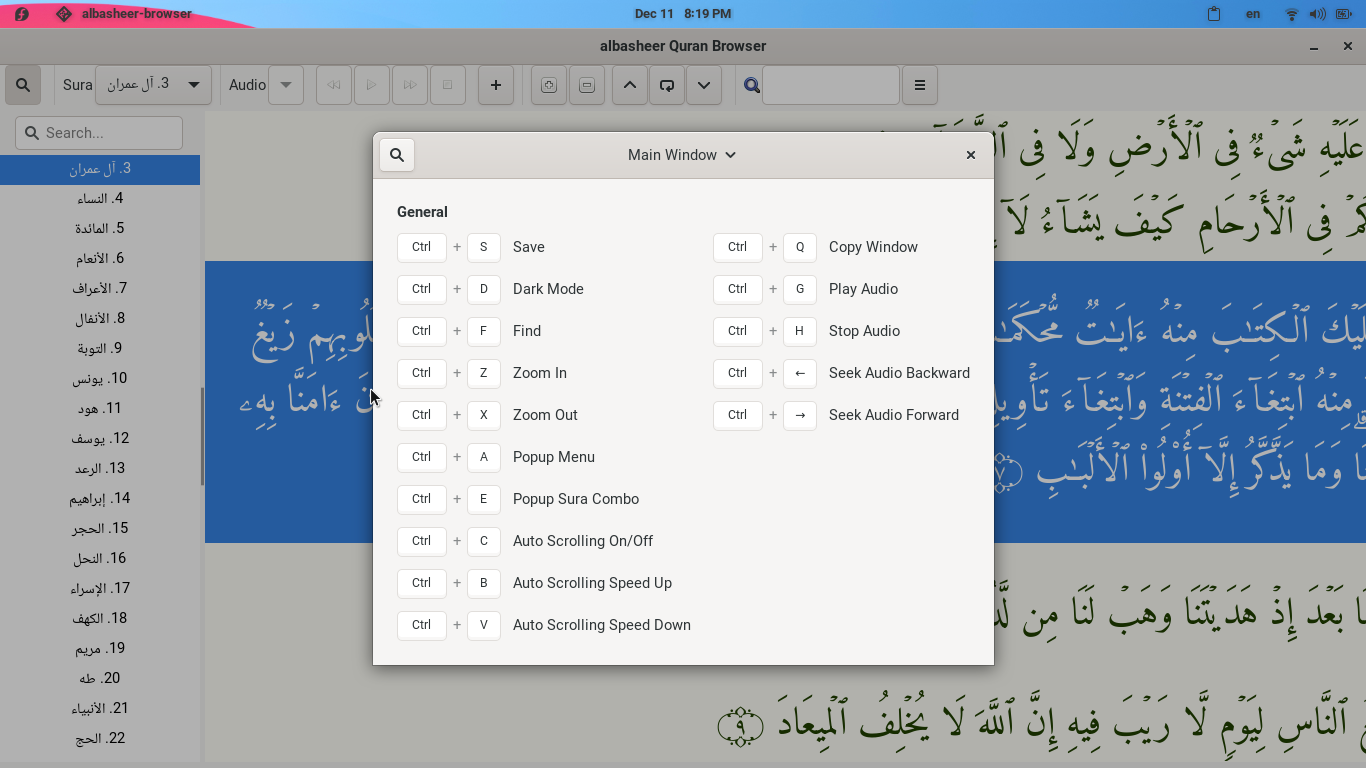 albasheer-browser Dec 11 8:19 PM en
albasheer Quran Browser
Sura 3. آل عمران Audio
Search...
3. آل عمران
4. النساء
5. المائدة
6. الأنعام
7. الأعراف
8. الأنفال
9. التوبة
10. يونس
11. هود
12. يوسف
13. الرعد
14. إبراهيم
15. الحجر
16. النحل
17. الإسراء
18. الكهف
19. مريم
20. طه
21. الأنبياء
22. الحج
Main Window
General
Ctrl + S Save
Ctrl + D Dark Mode
Ctrl + F Find
Ctrl + Z Zoom In
Ctrl + X Zoom Out
Ctrl + A Popup Menu
Ctrl + E Popup Sura Combo
Ctrl + C Auto Scrolling On/Off
Ctrl + B Auto Scrolling Speed Up
Ctrl + V Auto Scrolling Speed Down
Ctrl + Q Copy Window
Ctrl + G Play Audio
Ctrl + H Stop Audio
Ctrl + ← Seek Audio Backward
Ctrl + → Seek Audio Forward
عَلَيۡهِ شَيۡءٞ فِي ٱلۡأَرۡضِ وَلَا فِي
فِي ٱلۡأَرۡحَامِ كَيۡفَ يَشَآءُۚ لَآ
ٱلۡكِتَٰبَ مِنۡهُ ءَايَٰتٞ زَيۡغٞ
مِنۡهُ ٱبۡتِغَآءَ ٱلۡفِتۡنَةِ وَٱبۡتِغَآءَ ءَامَنَّا بِهِۦ
وَمَا يَذَّكَّرُ إِلَّآ أُوْلُواْ ٱلۡأَلۡبَٰبِ ٧
بَعۡدَ إِذۡ هَدَيۡتَنَا وَهَبۡ لَنَا مِن
ٱلنَّاسِ لِيَوۡمٖ لَّا رَيۡبَ فِيهِۚ إِنَّ ٱللَّهَ لَا يُخۡلِفُ ٱلۡمِيعَادَ ٩